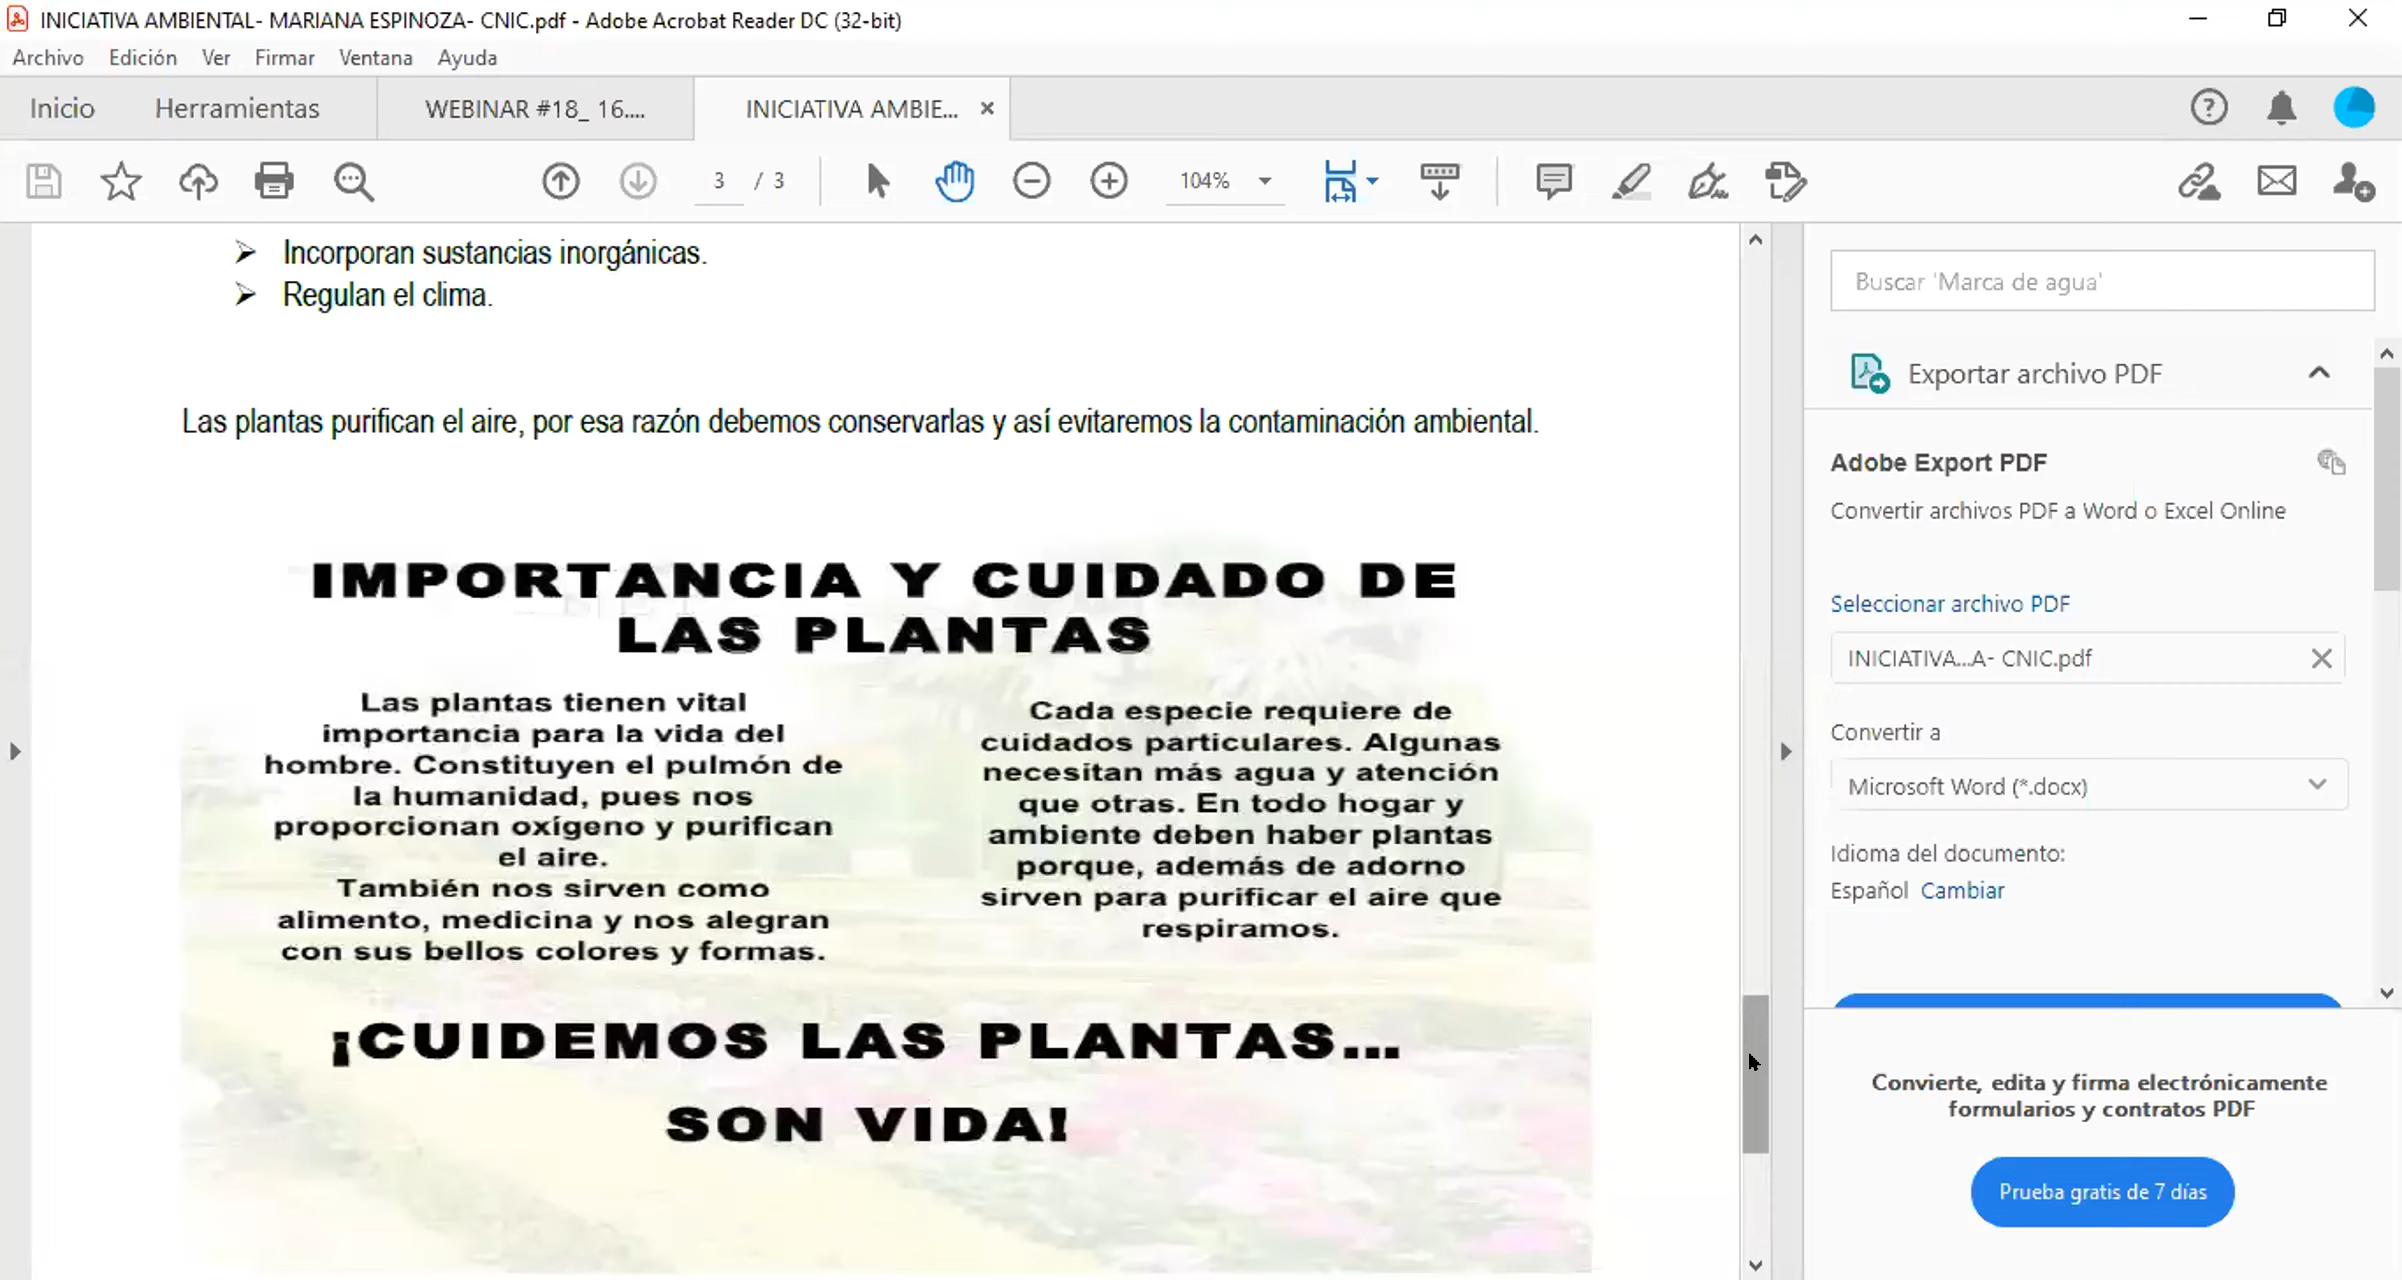 INICIATIVA AMBIENTAL- MARIANA ESPINOZA- CNIC.pdf - Adobe Acrobat Reader DC (32-bit)
Archivo Edición Ver Firmar Ventana Ayuda
Inicio Herramientas WEBINAR #18_ 16.... INICIATIVA AMBIE... ×
3 / 3 104%
➢ Incorporan sustancias inorgánicas.
➢ Regulan el clima.
Las plantas purifican el aire, por esa razón debemos conservarlas y así evitaremos la contaminación ambiental.
IMPORTANCIA Y CUIDADO DE
LAS PLANTAS
Las plantas tienen vital
importancia para la vida del
hombre. Constituyen el pulmón de
la humanidad, pues nos
proporcionan oxígeno y purifican
el aire.
También nos sirven como
alimento, medicina y nos alegran
con sus bellos colores y formas.
Cada especie requiere de
cuidados particulares. Algunas
necesitan más agua y atención
que otras. En todo hogar y
ambiente deben haber plantas
porque, además de adorno
sirven para purificar el aire que
respiramos.
¡CUIDEMOS LAS PLANTAS...
SON VIDA!
Buscar 'Marca de agua'
Exportar archivo PDF
Adobe Export PDF
Convertir archivos PDF a Word o Excel Online
Seleccionar archivo PDF
INICIATIVA...A- CNIC.pdf
Convertir a
Microsoft Word (*.docx)
Idioma del documento:
Español Cambiar
Convierte, edita y firma electrónicamente
formularios y contratos PDF
Prueba gratis de 7 días